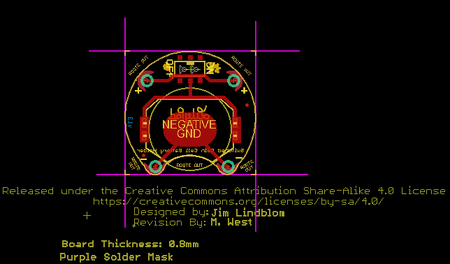 ROUTE OUT
ROUTE OUT
OFF
NEGATIVE
GND
ROUTE OUT
Released under the Creative Commons Attribution Share-Alike 4.0 License
https://creativecommons.org/licenses/by-sa/4.0/
Designed by: Jim Lindblom
Revision By: M. West
Board Thickness: 0.8mm
Purple Solder Mask